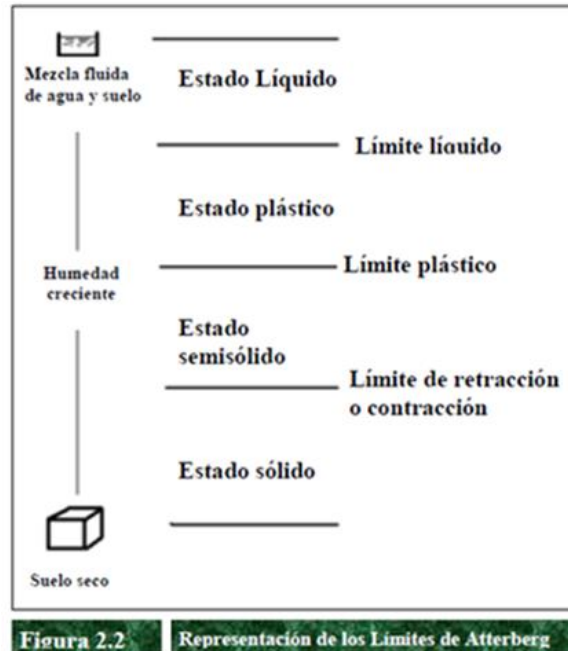 Mezcla fluida
de agua y suelo
Estado Líquido
Límite líquido
Estado plástico
Límite plástico
Humedad
creciente
Estado
semisólido
Límite de retracción
o contracción
Estado sólido
Suelo seco
Figura 2.2
Representación de los Límites de Atterberg